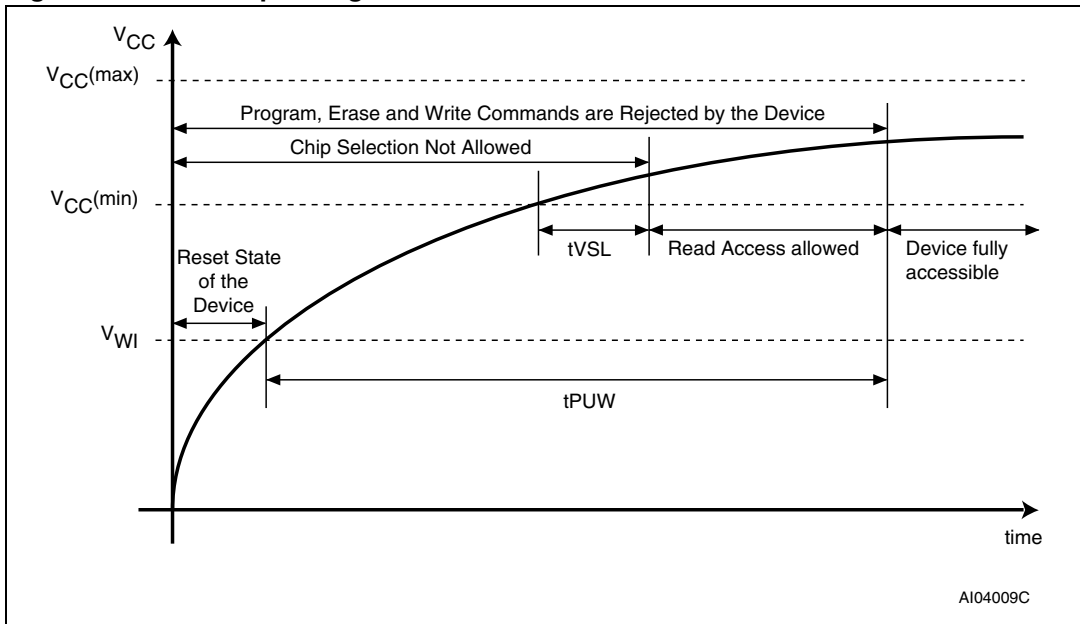 VCC
VCC(max)
Program, Erase and Write Commands are Rejected by the Device
Chip Selection Not Allowed
VCC(min)
tVSL
Read Access allowed
Device fully
accessible
Reset State
of the
Device
VWI
tPUW
time
AI04009C